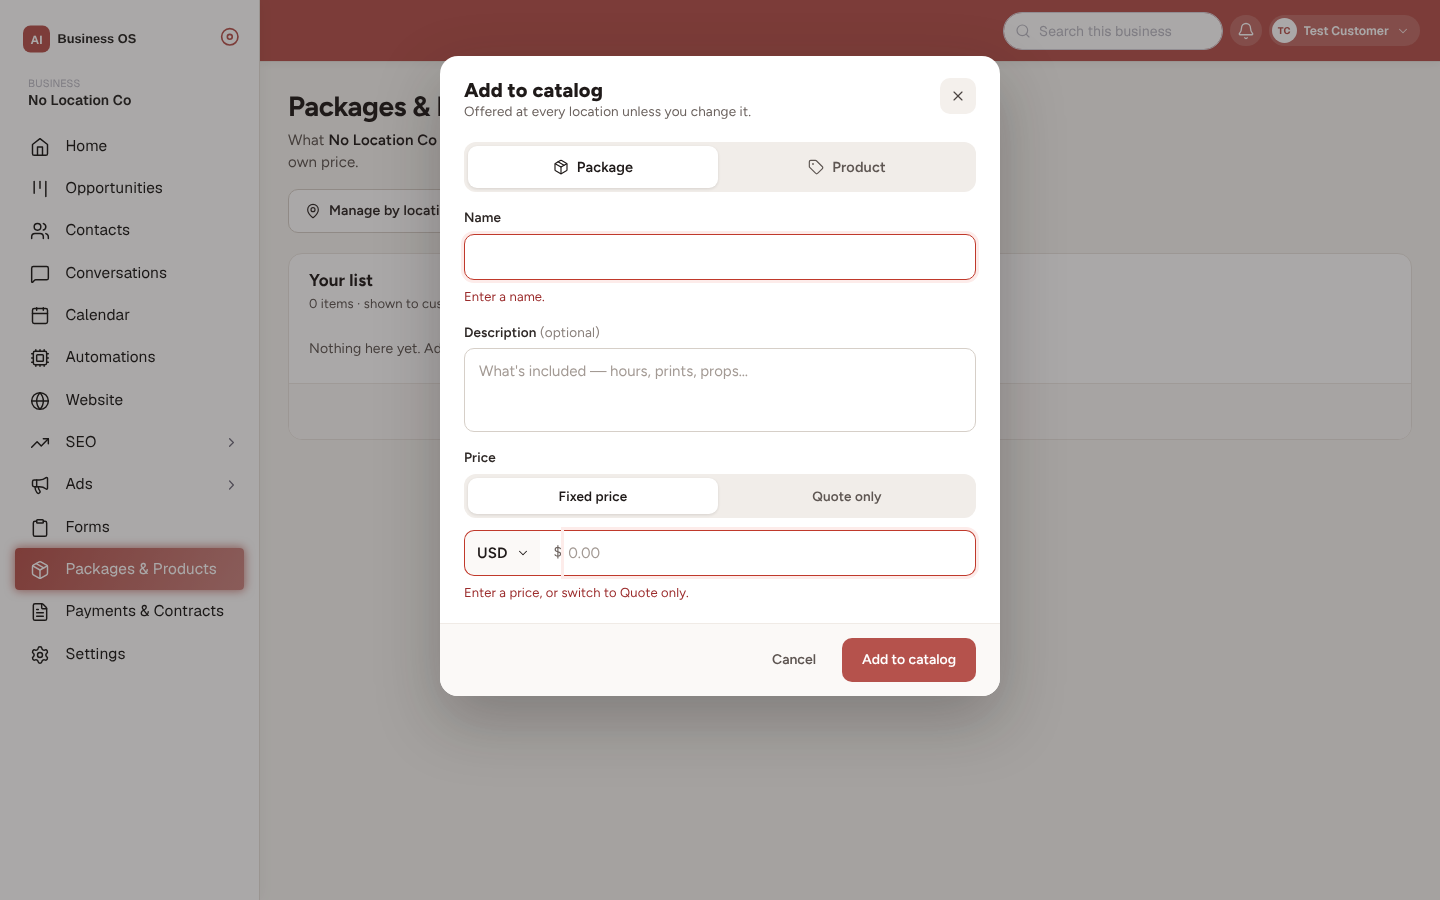 AI Business OS
BUSINESS
No Location Co
Home
Opportunities
Contacts
Conversations
Calendar
Automations
Website
SEO
Ads
Forms
Packages & Products
Payments & Contracts
Settings
Search this business
TC Test Customer
Packages &
What No Location Co
own price.
Manage by locati
Your list
0 items · shown to cus
Nothing here yet. Ad
Add to catalog
Offered at every location unless you change it.
Package
Product
Name
Enter a name.
Description (optional)
What's included — hours, prints, props...
Price
Fixed price
Quote only
USD $ 0.00
Enter a price, or switch to Quote only.
Cancel
Add to catalog